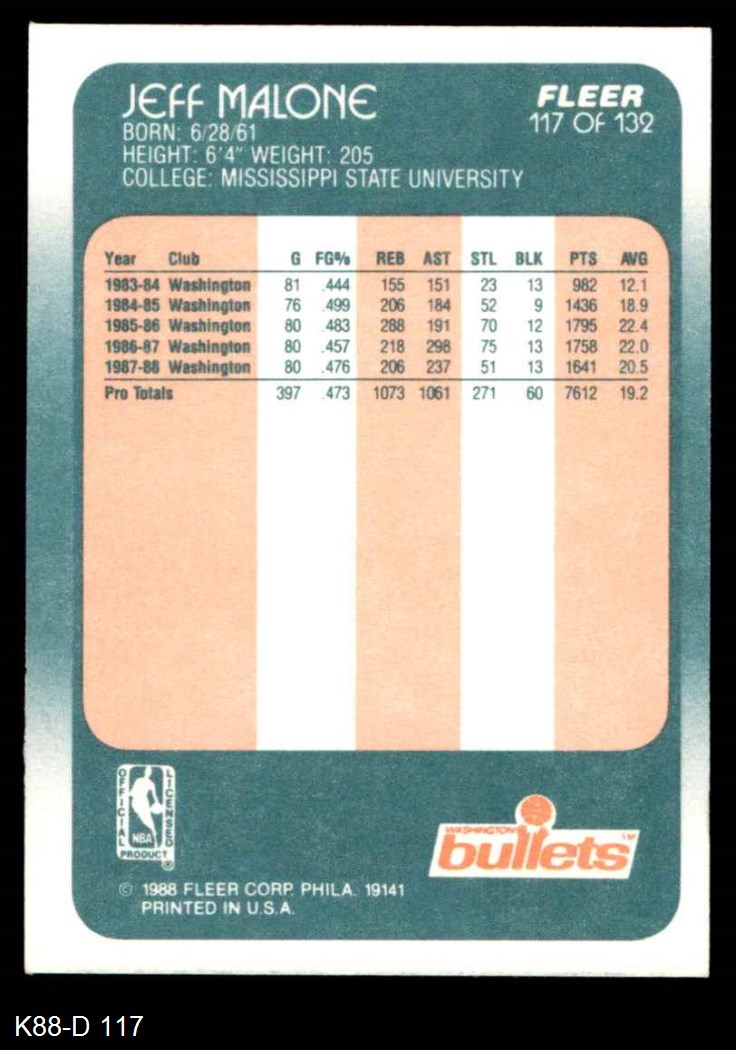 JEFF MALONE
BORN: 6/28/61
HEIGHT: 6'4" WEIGHT: 205
COLLEGE: MISSISSIPPI STATE UNIVERSITY
FLEER
117 OF 132
Year Club G FG% REB AST STL BLK PTS AVG
1983-84 Washington 81 .444 155 151 23 13 982 12.1
1984-85 Washington 76 .499 206 184 52 9 1436 18.9
1985-86 Washington 80 .483 288 191 70 12 1795 22.4
1986-87 Washington 80 .457 218 298 75 13 1758 22.0
1987-88 Washington 80 .476 206 237 51 13 1641 20.5
Pro Totals 397 .473 1073 1061 271 60 7612 19.2
OFFICIAL
LICENSED
NBA
PRODUCT ®
WASHINGTON
bullets TM
© 1988 FLEER CORP. PHILA. 19141
PRINTED IN U.S.A.
K88-D 117